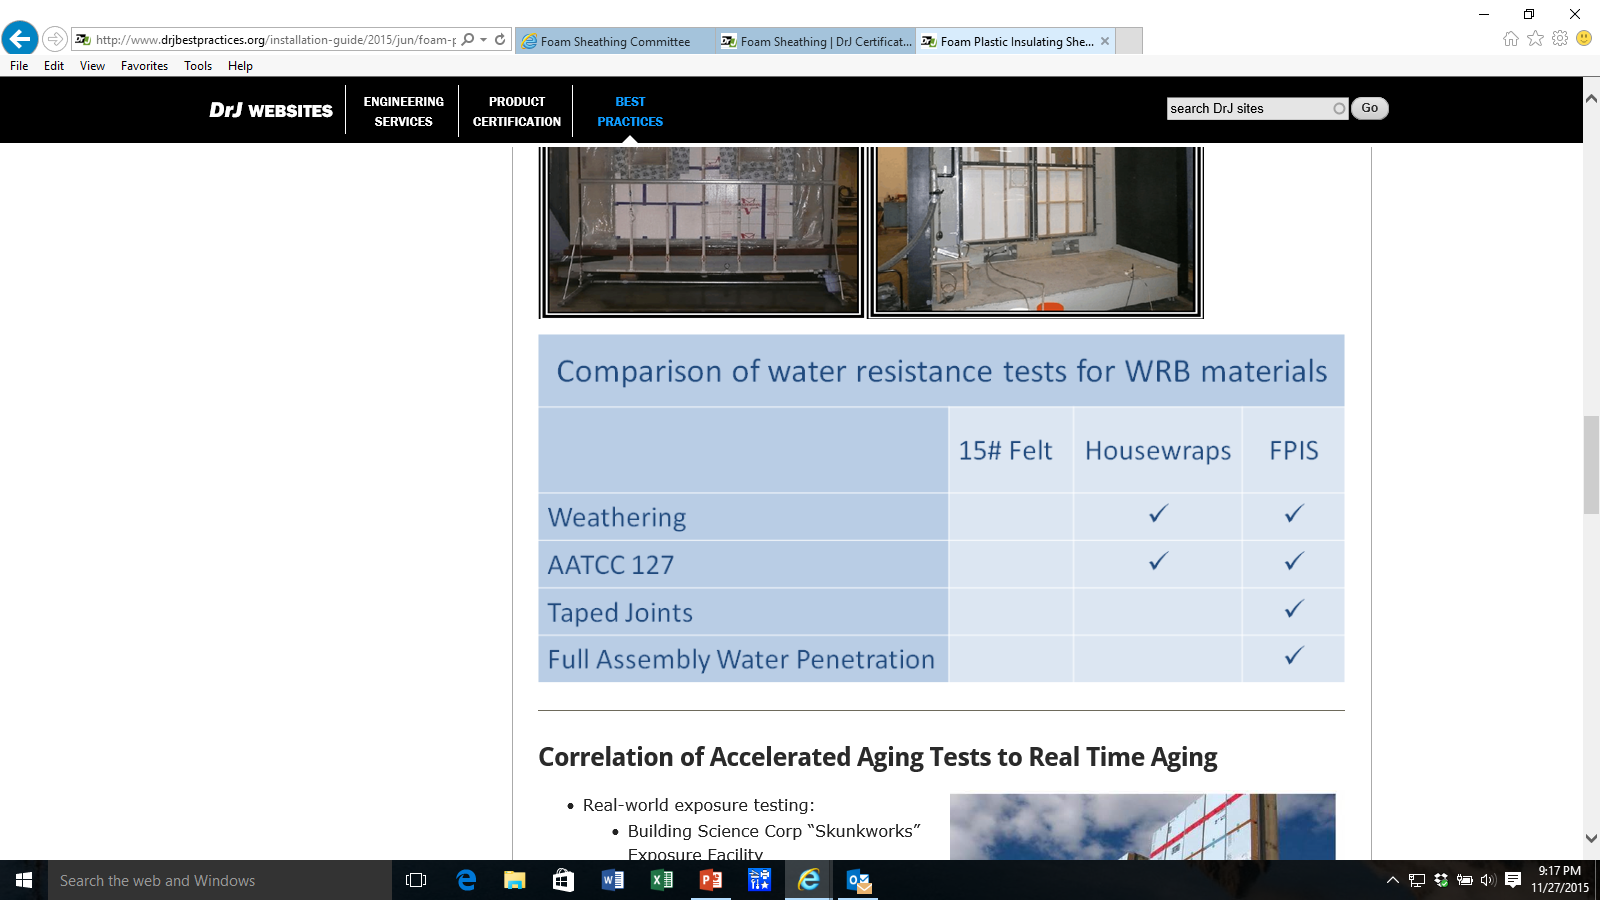 http://www.drjbestpractices.org/installation-guide/2015/jun/foam-p
Foam Sheathing Committee
Foam Sheathing | DrJ Certificat...
Foam Plastic Insulating She...
File Edit View Favorites Tools Help
DrJ WEBSITES
ENGINEERING
SERVICES
PRODUCT
CERTIFICATION
BEST
PRACTICES
search DrJ sites
Go
Comparison of water resistance tests for WRB materials
15# Felt Housewraps FPIS
Weathering ✓ ✓
AATCC 127 ✓ ✓
Taped Joints ✓
Full Assembly Water Penetration ✓
Correlation of Accelerated Aging Tests to Real Time Aging
• Real-world exposure testing:
• Building Science Corp “Skunkworks”
Exposure Facility
Search the web and Windows
9:17 PM
11/27/2015